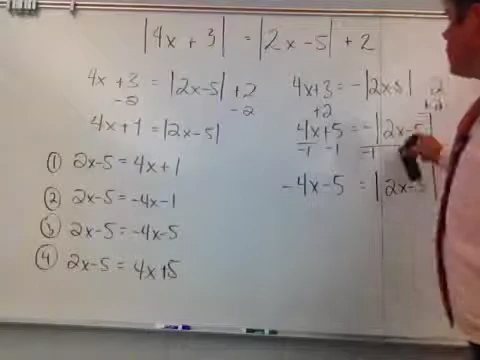 |4x + 3| = |2x - 5| + 2
4x + 3 = |2x-5| + 2
-2 -2
4x + 1 = |2x-5|
① 2x-5 = 4x+1
② 2x-5 = -4x-1
③ 2x-5 = -4x-5
④ 2x-5 = 4x+5
4x+3 = -|2x-5| -2
+2
4x+5 = -|2x-5|
-1 -1 -1
-4x-5 = |2x-5|